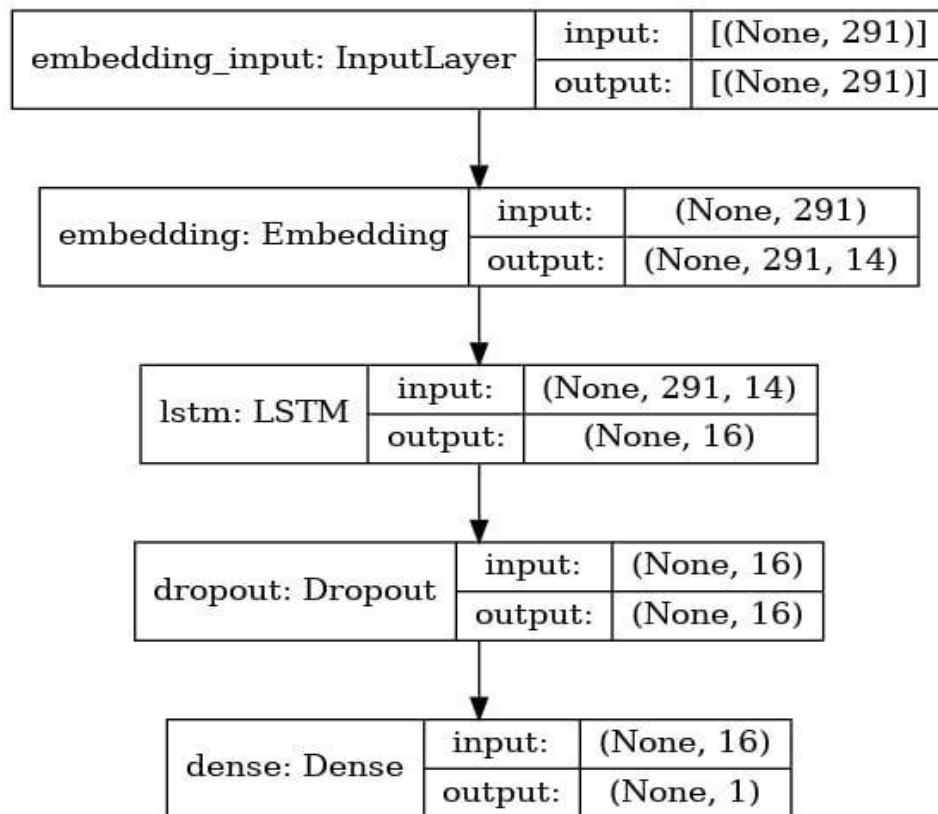 embedding_input: InputLayer
input: [(None, 291)]
output: [(None, 291)]
embedding: Embedding
input: (None, 291)
output: (None, 291, 14)
lstm: LSTM
input: (None, 291, 14)
output: (None, 16)
dropout: Dropout
input: (None, 16)
output: (None, 16)
dense: Dense
input: (None, 16)
output: (None, 1)